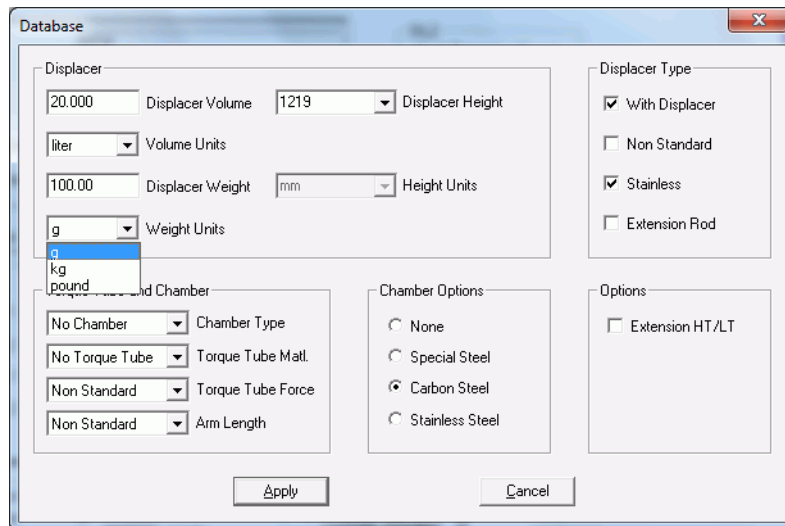 Database
Displacer
20.000 Displacer Volume 1219 Displacer Height
liter Volume Units
100.00 Displacer Weight mm Height Units
g Weight Units
g
kg
pound
Displacer Type
With Displacer
Non Standard
Stainless
Extension Rod
Torque Tube and Chamber
No Chamber Chamber Type
No Torque Tube Torque Tube Matl.
Non Standard Torque Tube Force
Non Standard Arm Length
Chamber Options
None
Special Steel
Carbon Steel
Stainless Steel
Options
Extension HT/LT
Apply Cancel